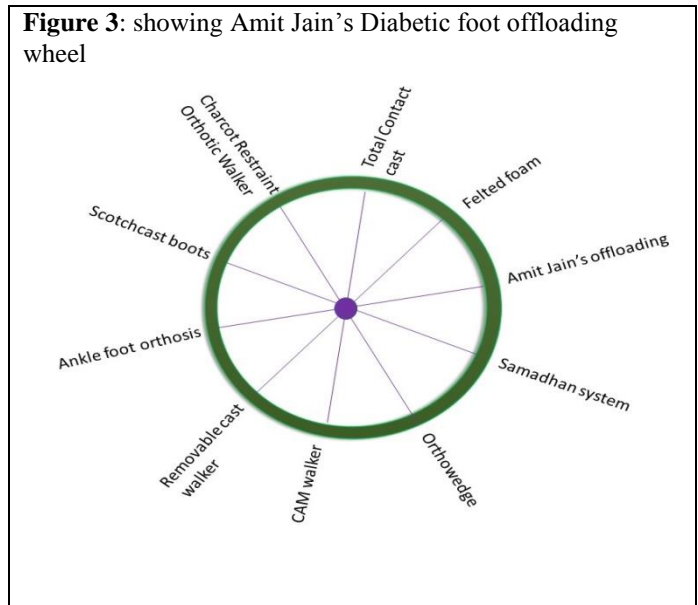 Figure 3: showing Amit Jain’s Diabetic foot offloading
wheel
Total Contact
cast
Felted foam
Amit Jain’s offloading
Samadhan system
Orthowedge
CAM walker
Removable cast
walker
Ankle foot orthosis
Scotchcast boots
Charcot Restraint
Orthotic Walker